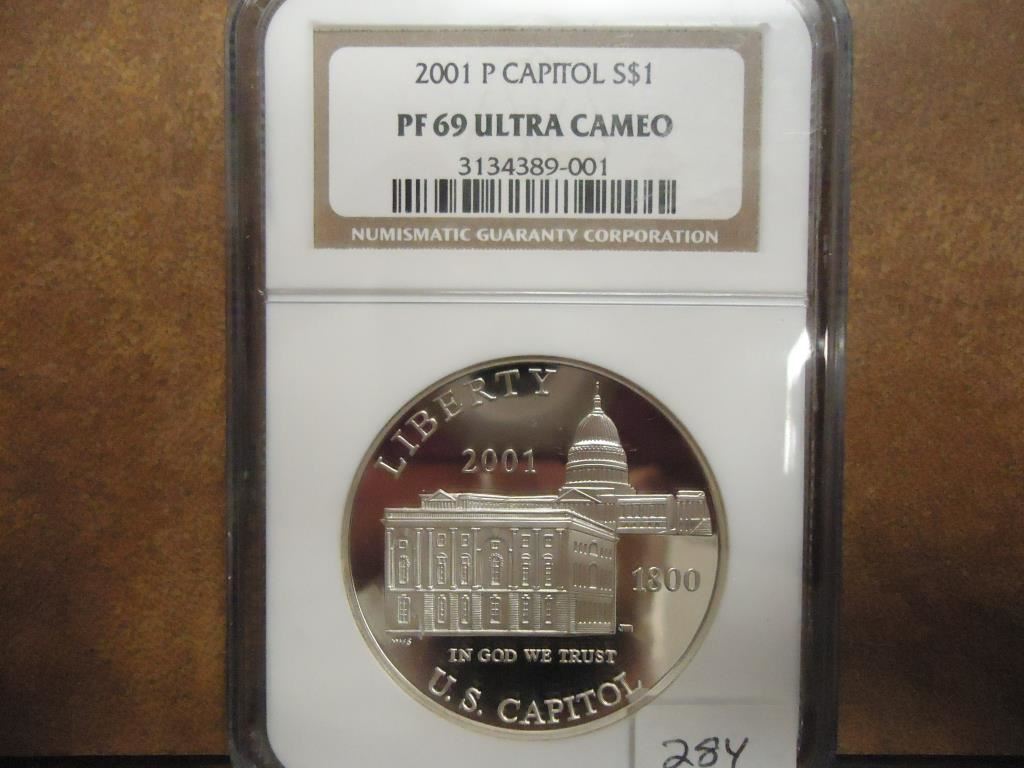 2001 P CAPITOL S$1
PF 69 ULTRA CAMEO
3134389-001
NUMISMATIC GUARANTY CORPORATION
LIBERTY
2001
1800
IN GOD WE TRUST
U.S. CAPITOL
284